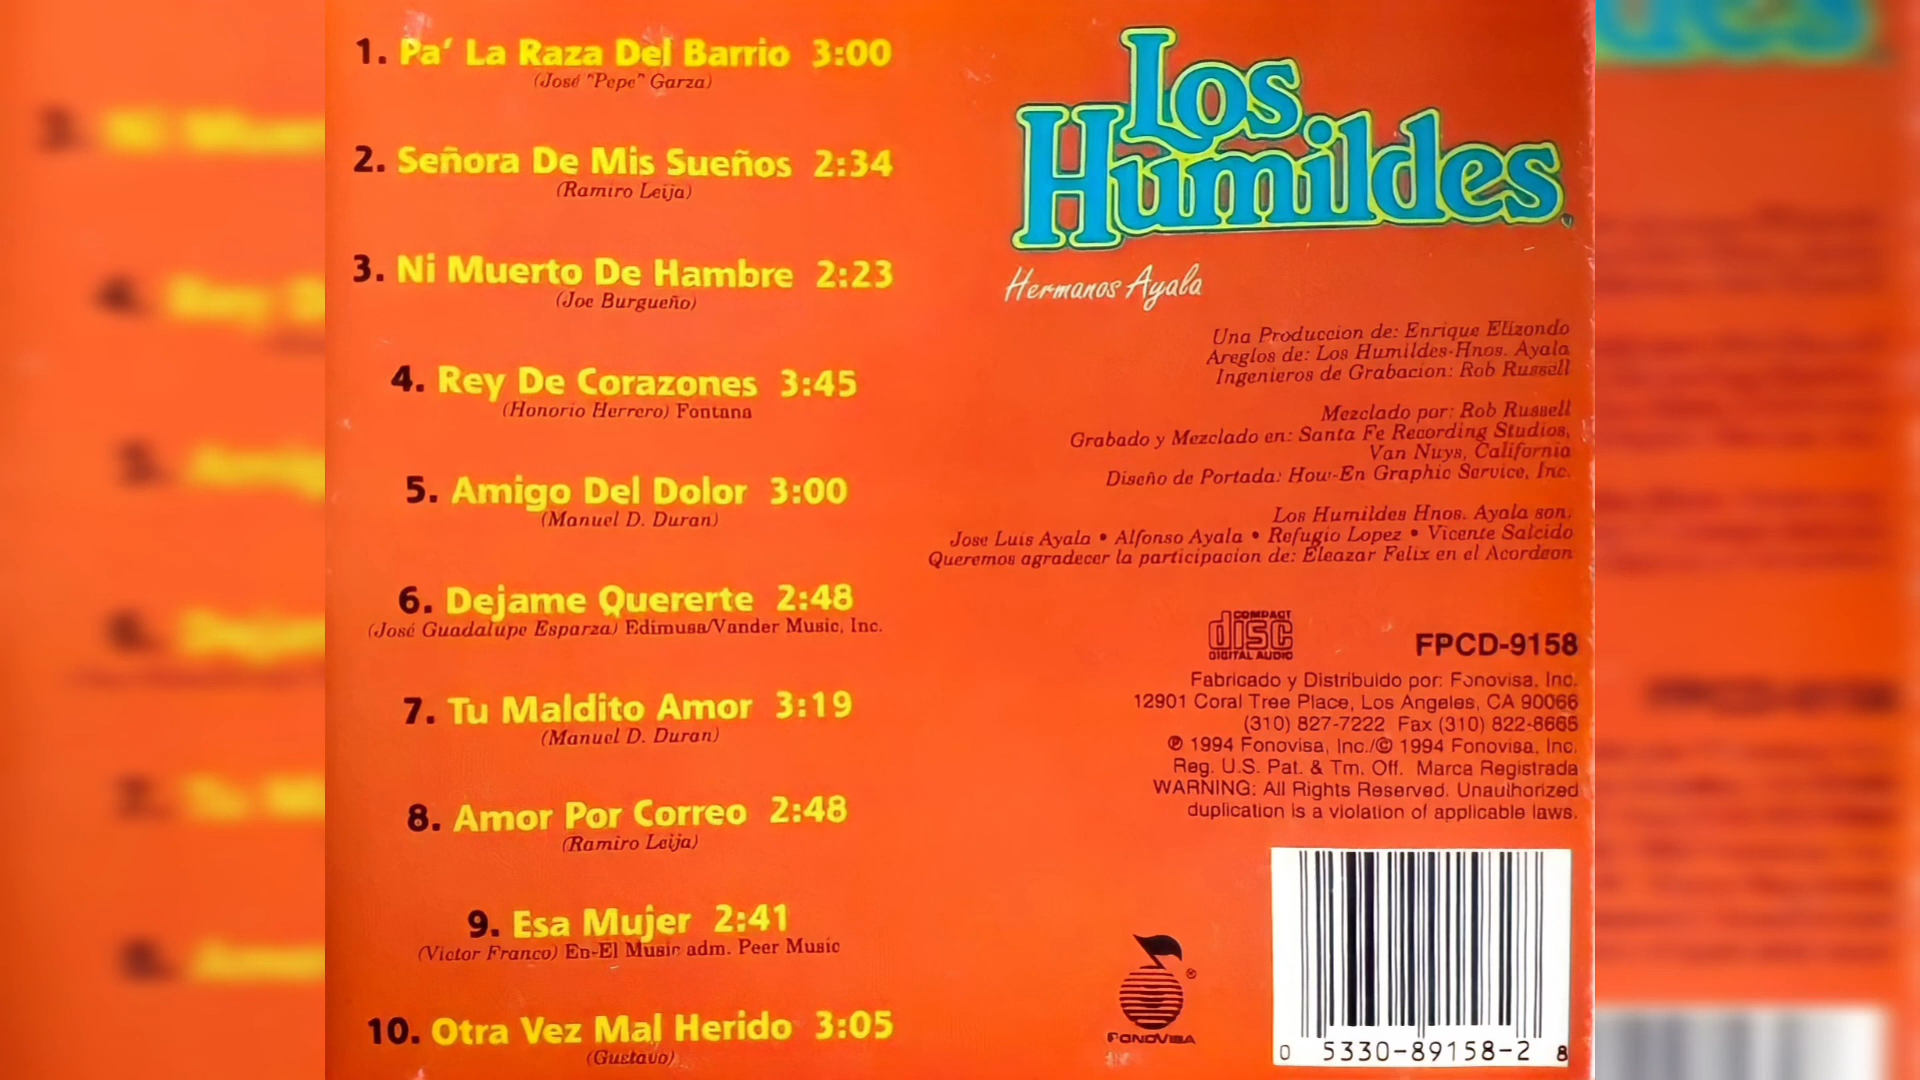 1. Pa' La Raza Del Barrio 3:00
(José "Pepe" Garza)
2. Señora De Mis Sueños 2:34
(Ramiro Leija)
3. Ni Muerto De Hambre 2:23
(Joe Burgueño)
4. Rey De Corazones 3:45
(Honorio Herrero) Fontana
5. Amigo Del Dolor 3:00
(Manuel D. Duran)
6. Dejame Quererte 2:48
(José Guadalupe Esparza) Edimusa/Vander Music, Inc.
7. Tu Maldito Amor 3:19
(Manuel D. Duran)
8. Amor Por Correo 2:48
(Ramiro Leija)
9. Esa Mujer 2:41
(Victor Franco) En-El Music adm. Peer Music
10. Otra Vez Mal Herido 3:05
(Gustavo)
Los
Humildes
Hermanos Ayala
Una Produccion de: Enrique Elizondo
Areglos de: Los Humildes-Hnos. Ayala
Ingenieros de Grabacion: Rob Russell
Mezclado por: Rob Russell
Grabado y Mezclado en: Santa Fe Recording Studios,
Van Nuys, California
Diseño de Portada: How-En Graphic Service, Inc.
Los Humildes Hnos. Ayala son:
Jose Luis Ayala • Alfonso Ayala • Refugio Lopez • Vicente Salcido
Queremos agradecer la participacion de: Eleazar Felix en el Acordeon
COMPACT
disc
DIGITAL AUDIO
FPCD-9158
Fabricado y Distribuido por: Fonovisa, Inc.
12901 Coral Tree Place, Los Angeles, CA 90066
(310) 827-7222 Fax (310) 822-8665
℗ 1994 Fonovisa, Inc./© 1994 Fonovisa, Inc.
Reg. U.S. Pat. & Tm. Off. Marca Registrada
WARNING: All Rights Reserved. Unauthorized
duplication is a violation of applicable laws.
®
FONOVISA
0 5330-89158-2 8